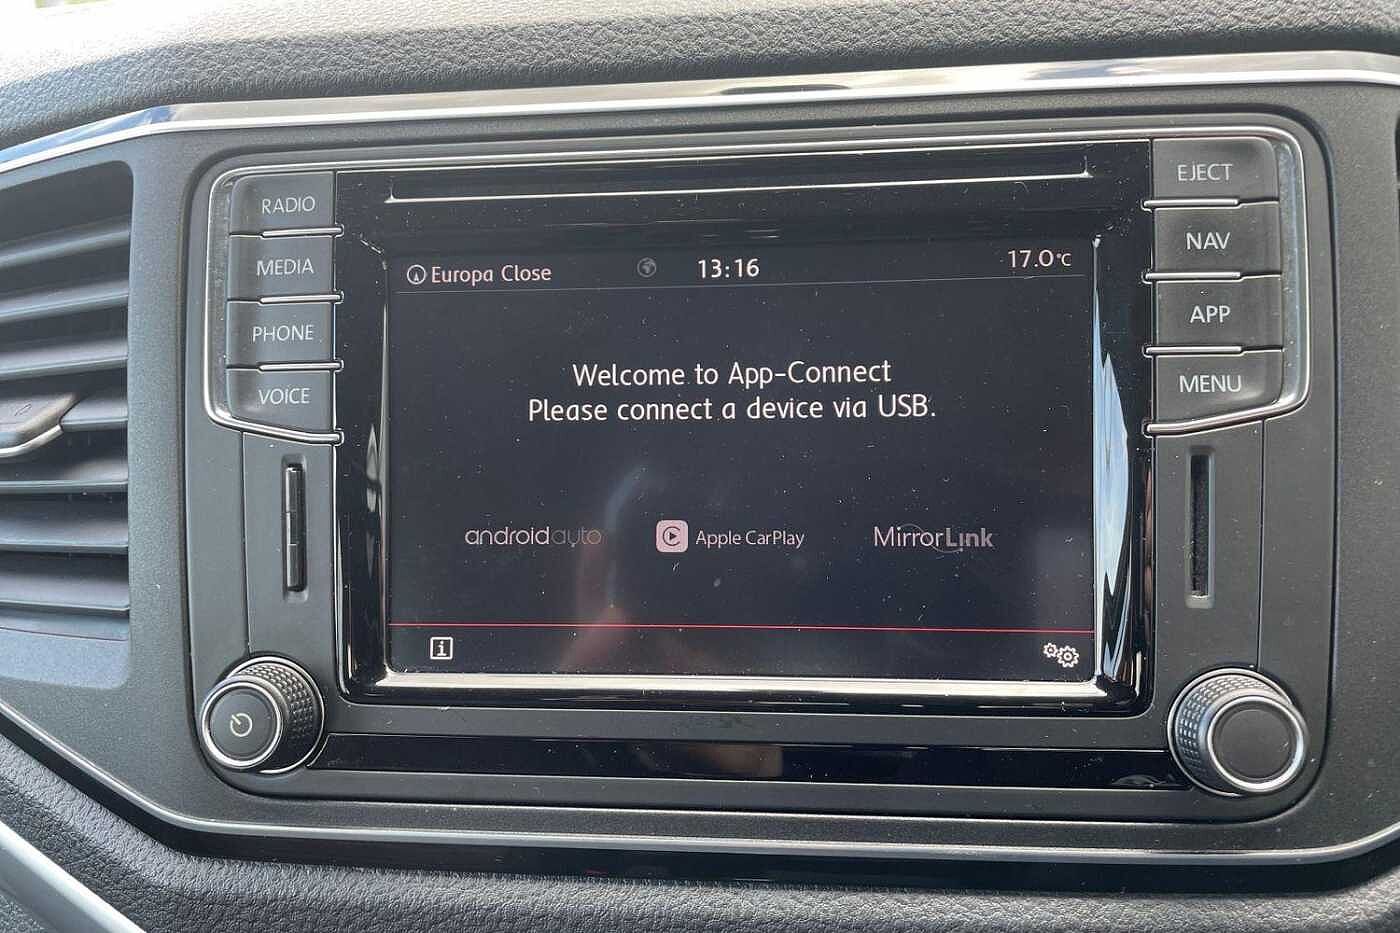 RADIO
MEDIA
PHONE
VOICE
EJECT
NAV
APP
MENU
Europa Close 13:16 17.0°C
Welcome to App-Connect
Please connect a device via USB.
androidauto Apple CarPlay MirrorLink
i